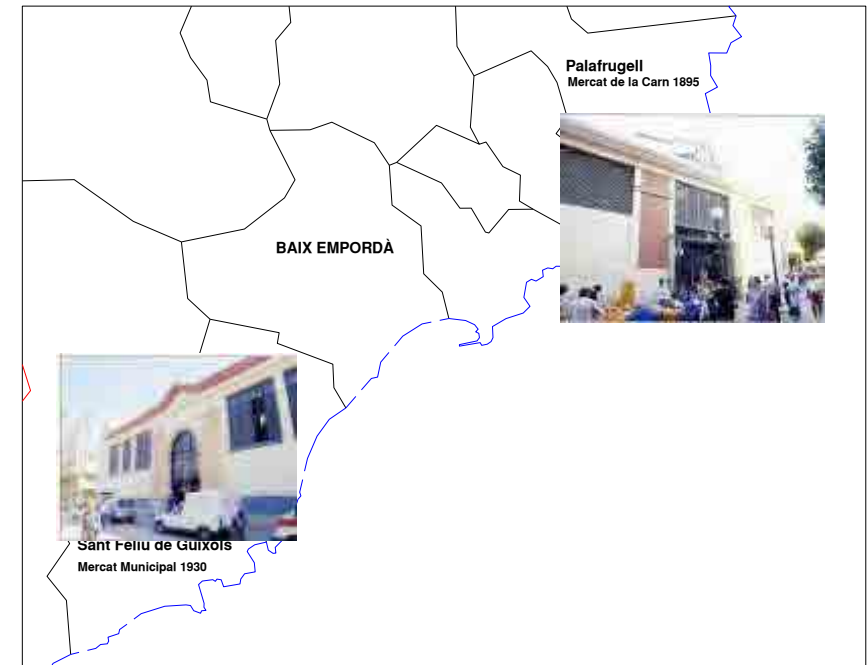 Palafrugell
Mercat de la Carn 1895
BAIX EMPORDÀ
Sant Feliu de Guíxols
Mercat Municipal 1930